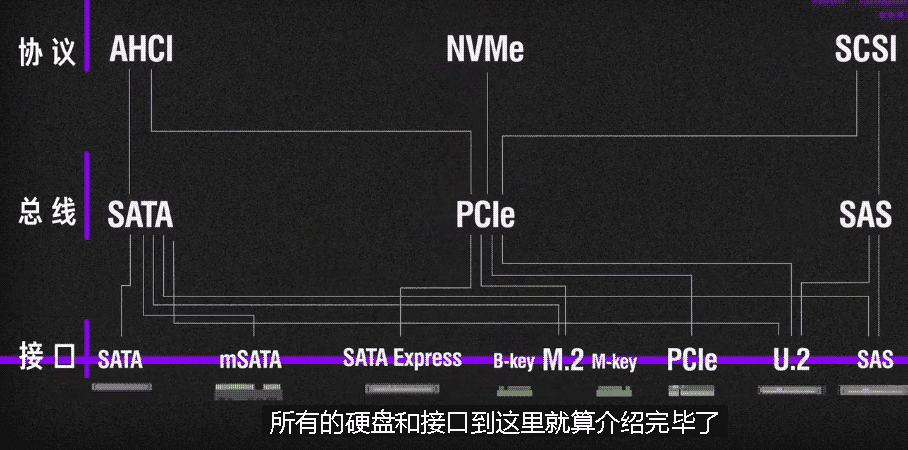 协议 AHCI NVMe SCSI
总线 SATA PCIe SAS
接口 SATA mSATA SATA Express B-key M.2 M-key PCIe U.2 SAS
所有的硬盘和接口到这里就算介绍完毕了